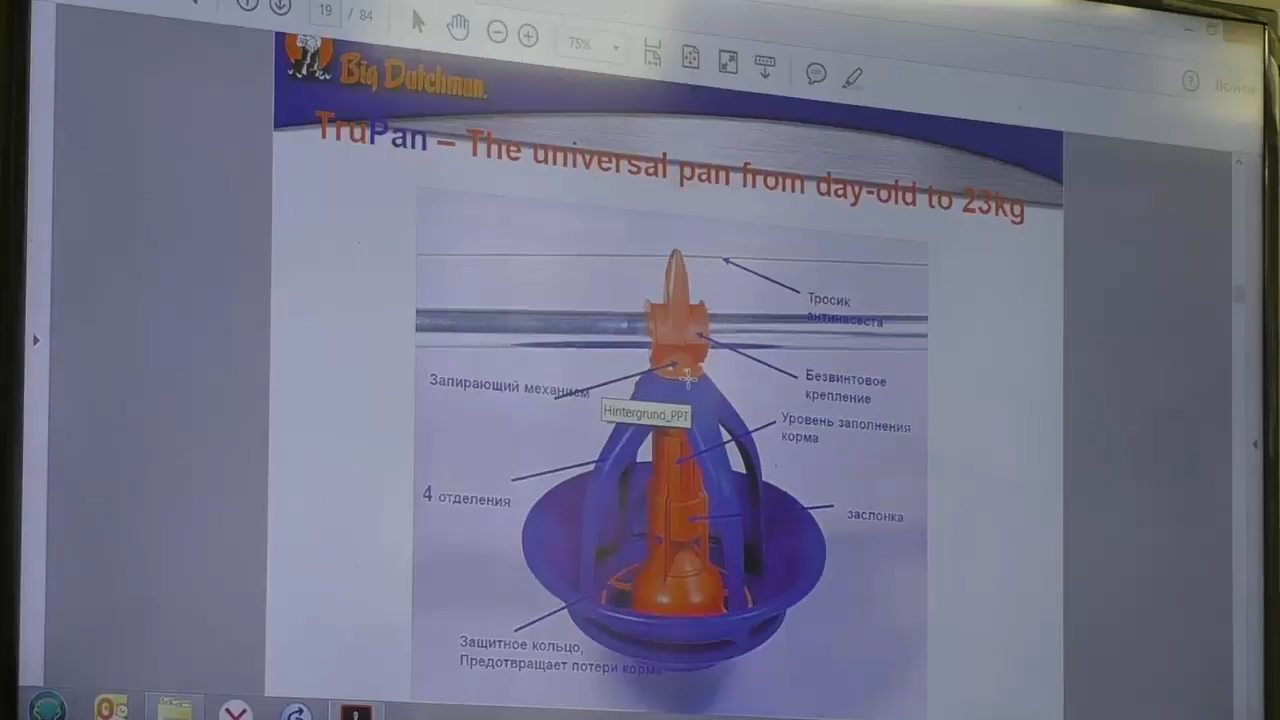 19 / 84
75%
Войти
Big Dutchman.
TruPan – The universal pan from day-old to 23kg
Тросик
антинасеста
Запирающий механизм
Безвинтовое
крепление
Hintergrund_PPT
Уровень заполнения
корма
4 отделения
заслонка
Защитное кольцо,
Предотвращает потери корма